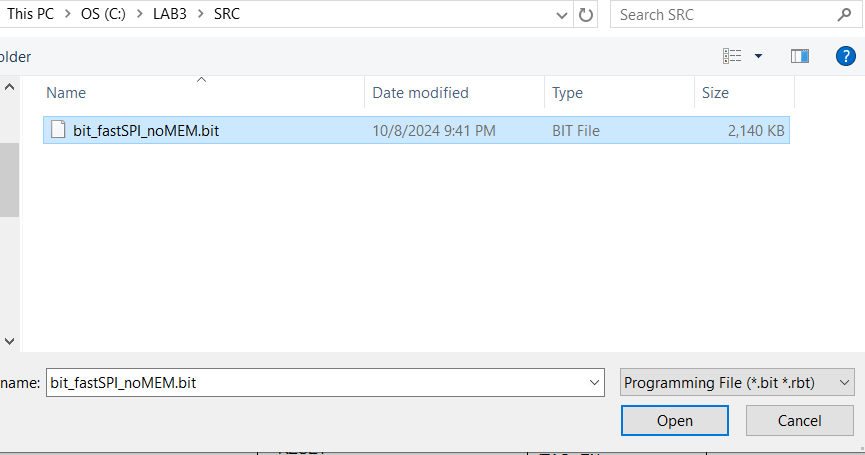 This PC > OS (C:) > LAB3 > SRC
Search SRC
older
?
Name Date modified Type Size
bit_fastSPI_noMEM.bit 10/8/2024 9:41 PM BIT File 2,140 KB
name: bit_fastSPI_noMEM.bit Programming File (*.bit *.rbt)
Open Cancel